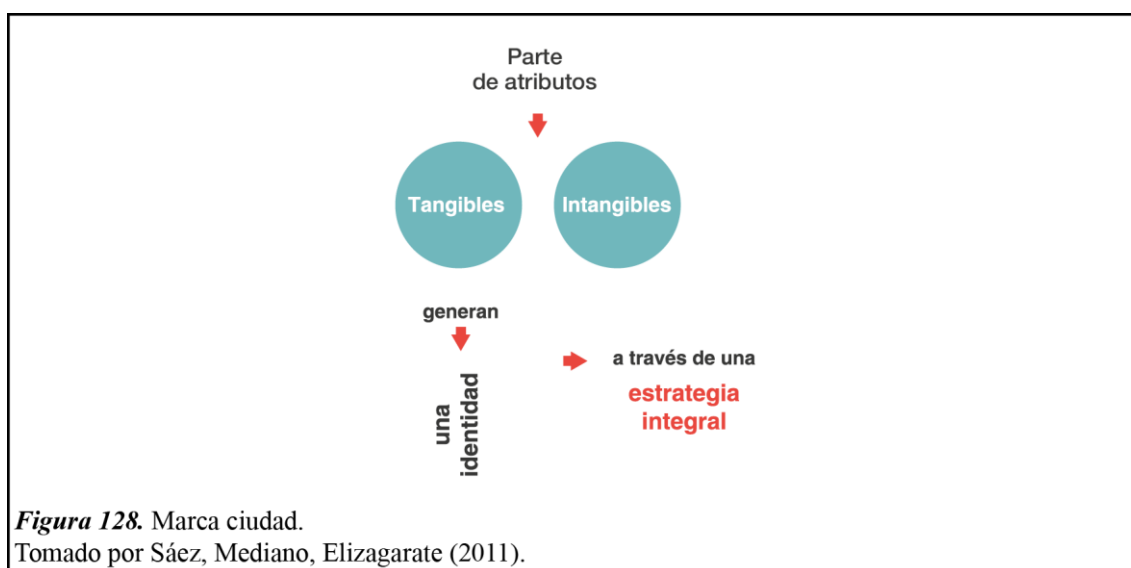 Parte
de atributos
Tangibles
Intangibles
generan
una
identidad
a través de una
estrategia
integral
Figura 128. Marca ciudad.
Tomado por Sáez, Mediano, Elizagarate (2011).